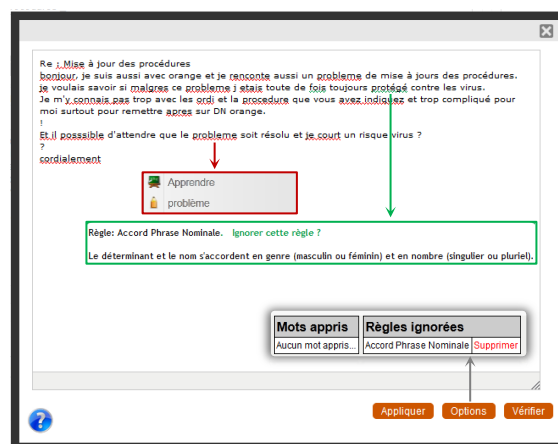 Re : Mise à jour des procédures
bonjour, je suis aussi avec orange et je renconte aussi un probleme de mise à jours des procédures.
je voulais savoir si malgres ce probleme j etais toute de fois toujours protégé contre les virus.
Je m'y connais pas trop avec les ordi et la procedure que vous avez indiquez et trop compliqué pour
moi surtout pour remettre apres sur DN orange.
!
Et il posssible d'attendre que le probleme soit résolu et je court un risque virus ?
?
cordialement
Apprendre
problème
Règle: Accord Phrase Nominale. Ignorer cette règle ?
Le déterminant et le nom s'accordent en genre (masculin ou féminin) et en nombre (singulier ou pluriel).
Mots appris Règles ignorées
Aucun mot appris... Accord Phrase Nominale Supprimer
Appliquer Options Vérifier
?